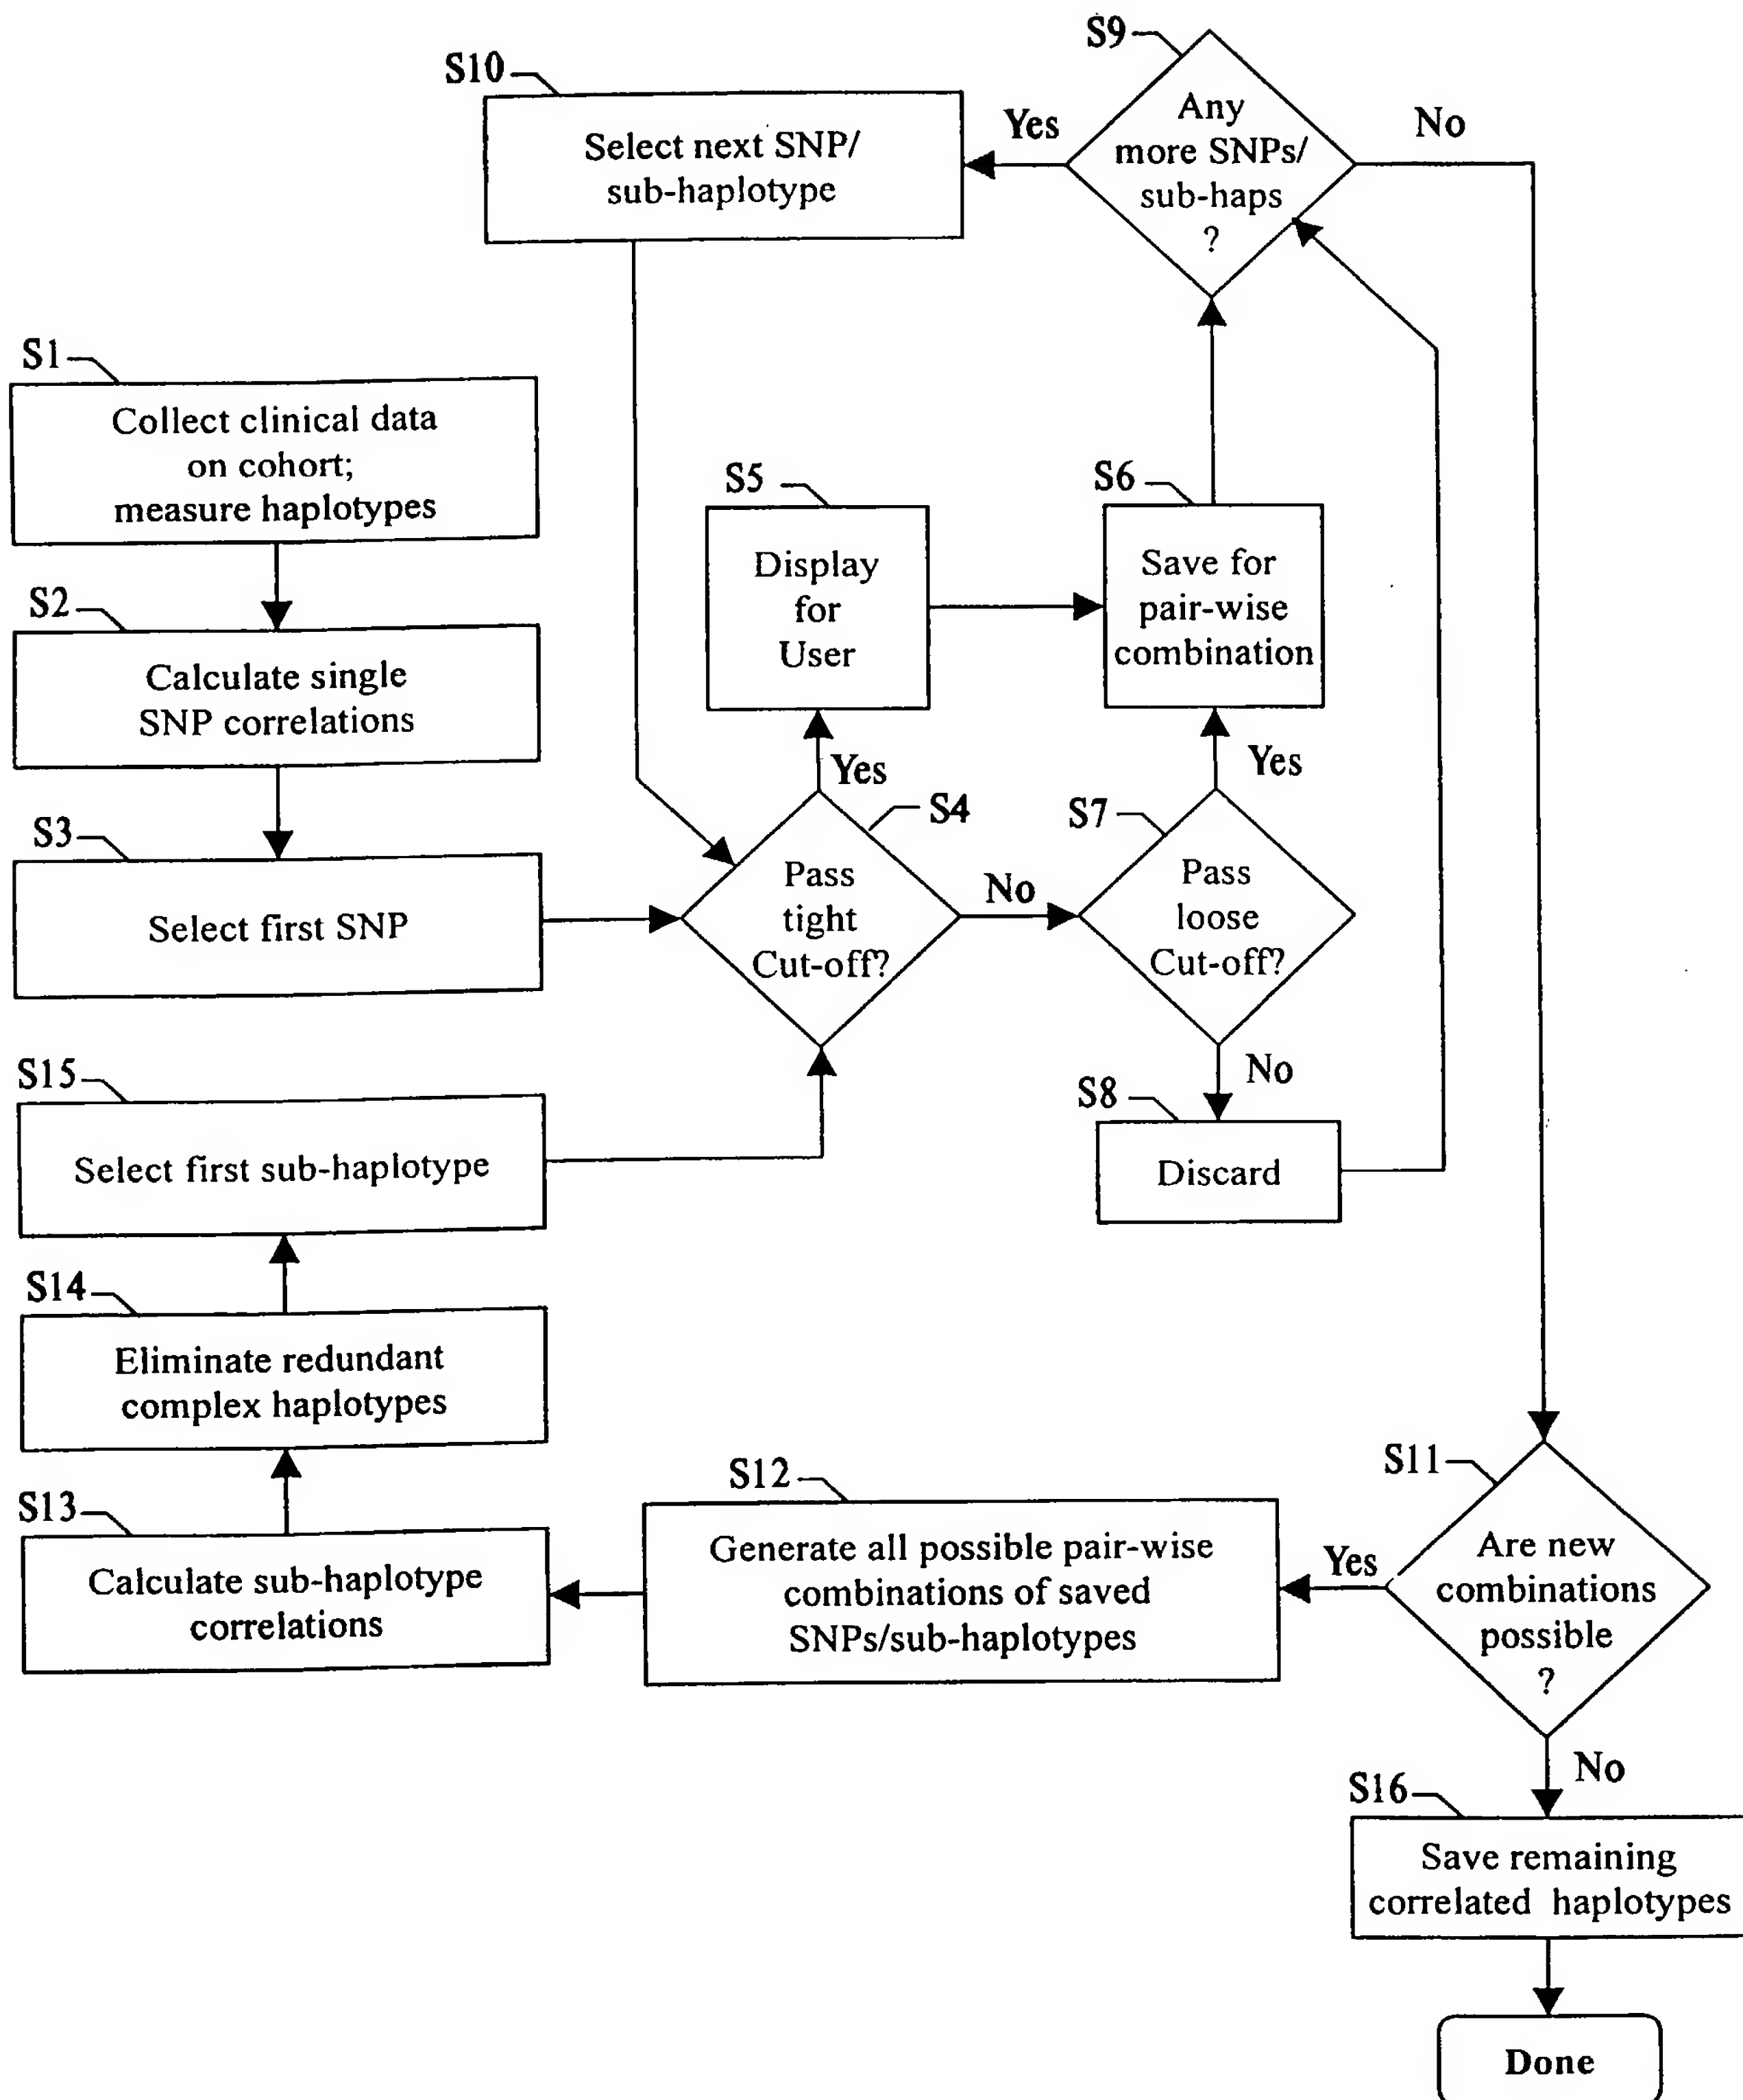 S9
S10
Any
more SNPs/
sub-haps
?
Yes
No
Select next SNP/
sub-haplotype
S1
Collect clinical data
on cohort;
measure haplotypes
S5
Display
for
User
S6
Save for
pair-wise
combination
S2
Calculate single
SNP correlations
Yes
Yes
S3
Select first SNP
S4
Pass
tight
Cut-off?
No
S7
Pass
loose
Cut-off?
No
S15
Select first sub-haplotype
S8
Discard
S14
Eliminate redundant
complex haplotypes
S13
Calculate sub-haplotype
correlations
S12
Generate all possible pair-wise
combinations of saved
SNPs/sub-haplotypes
Yes
S11
Are new
combinations
possible
?
No
S16
Save remaining
correlated haplotypes
Done